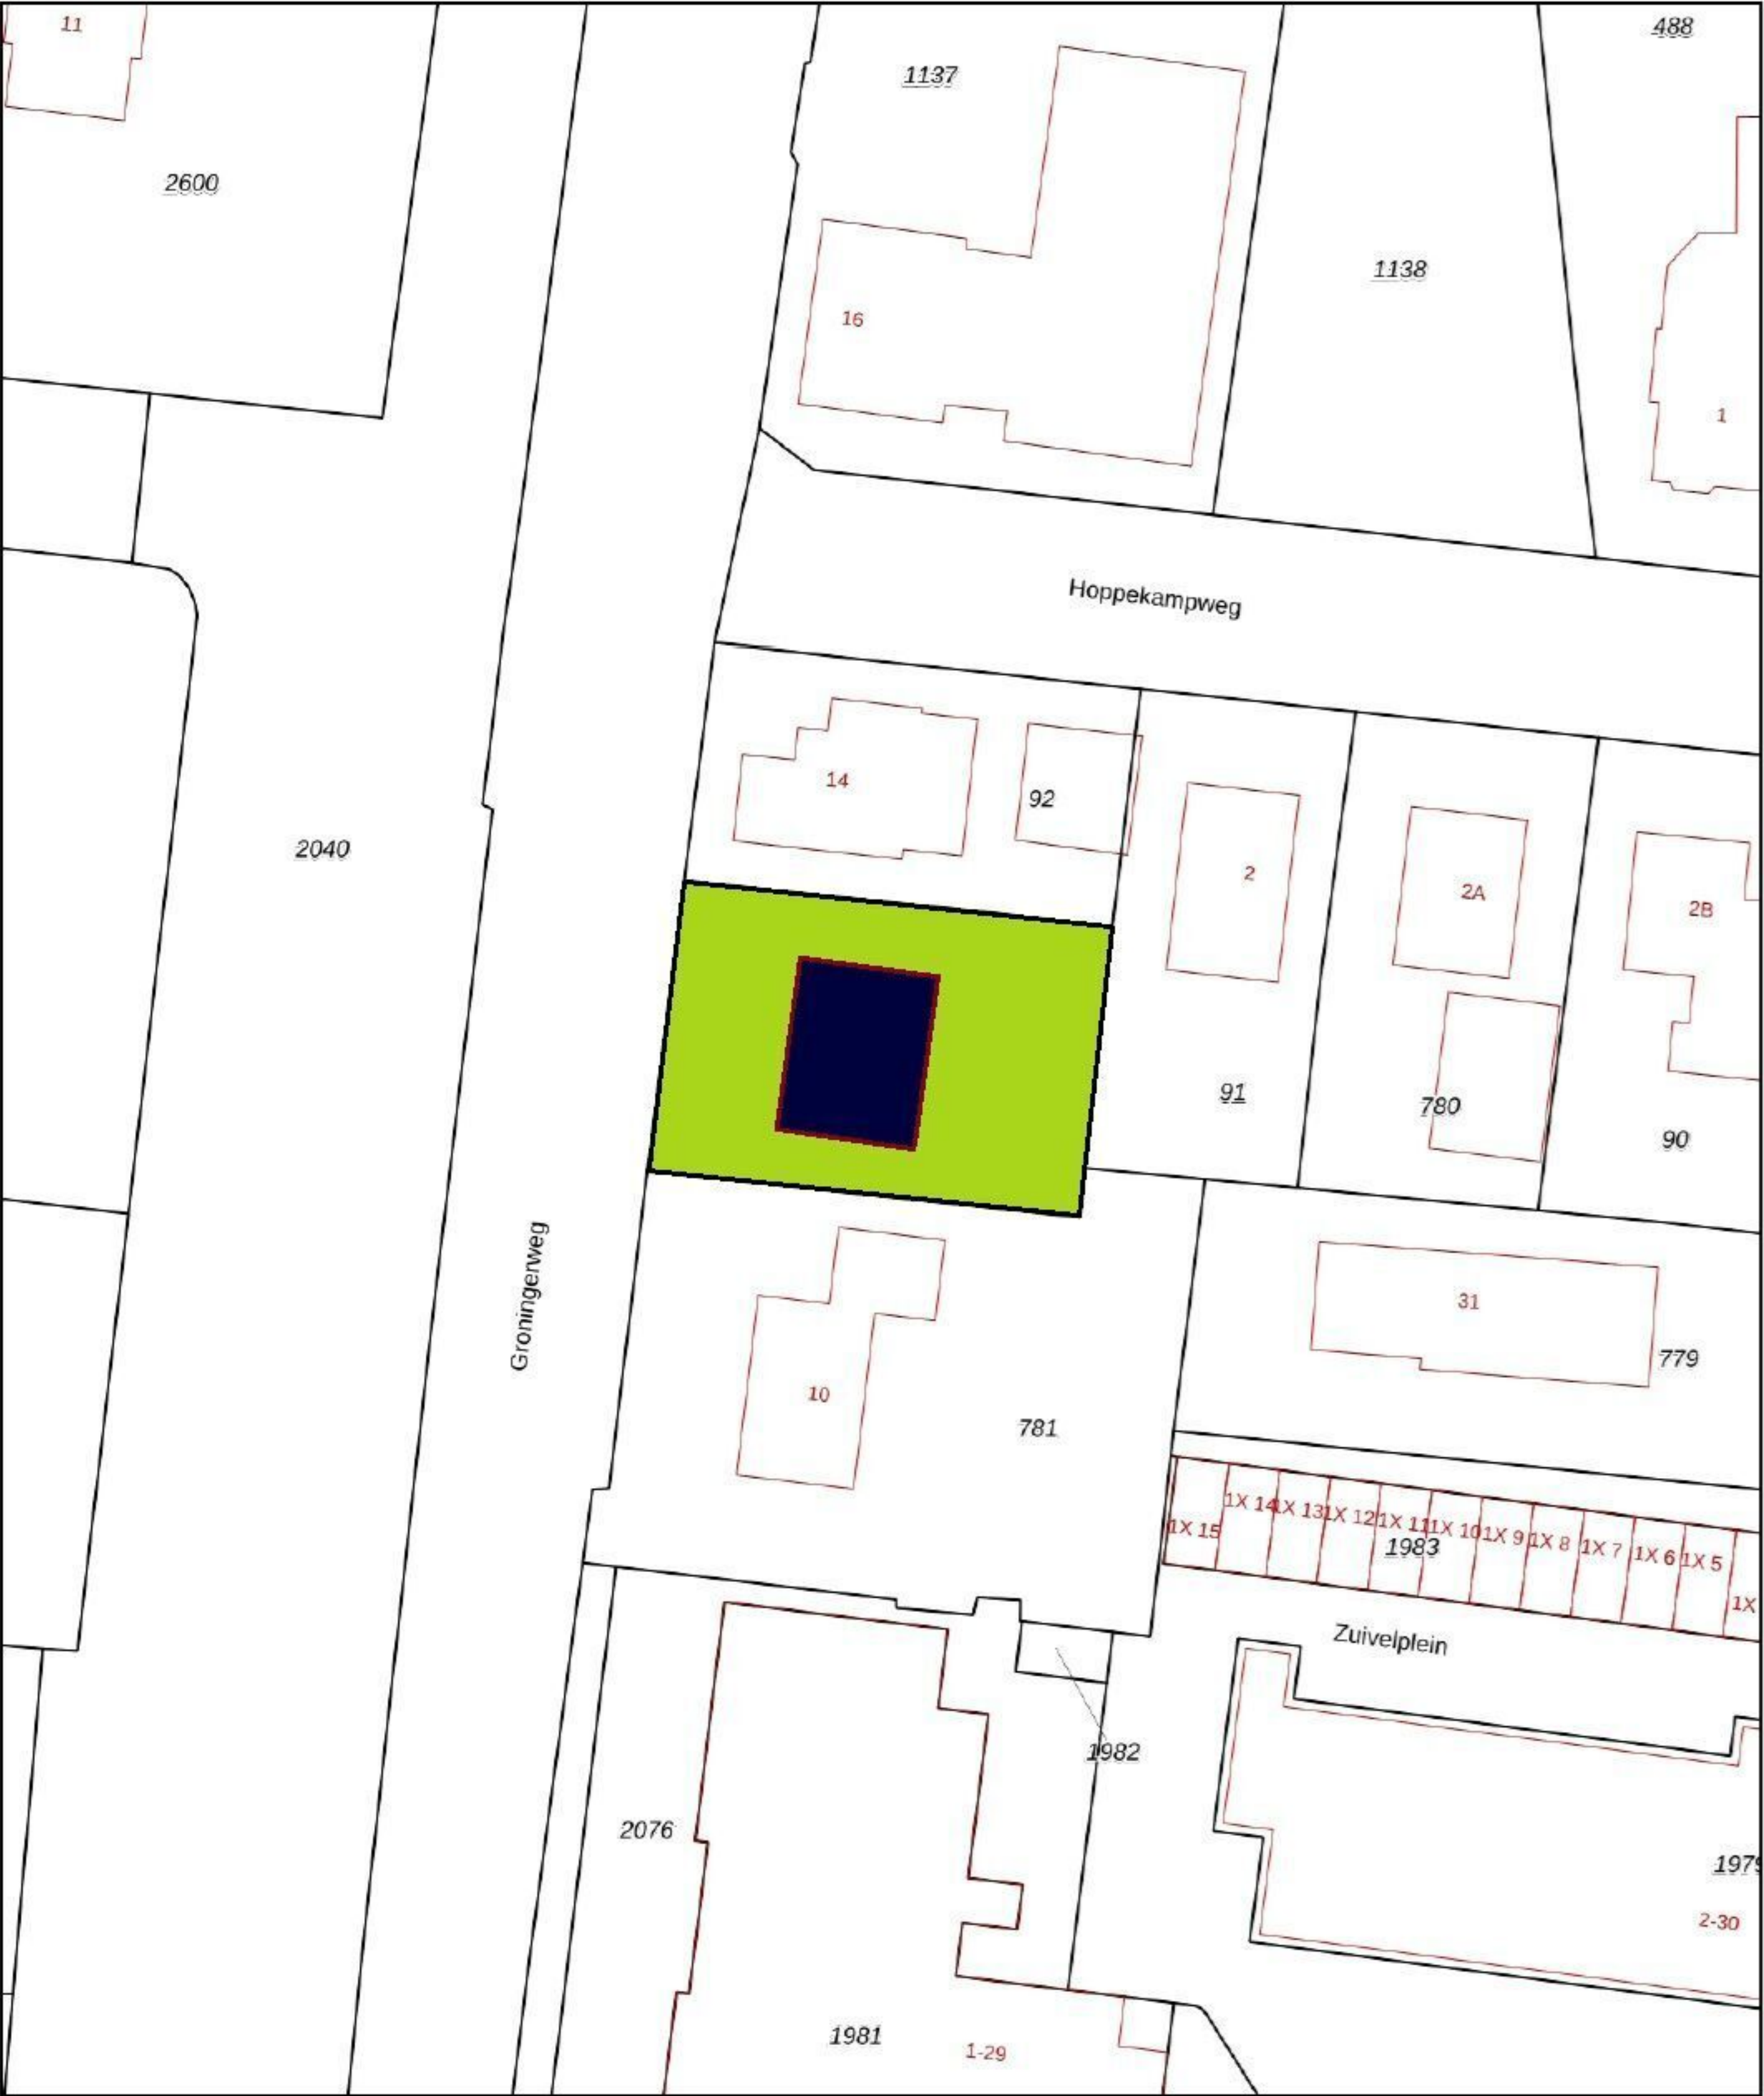 11
488
1137
2600
1138
16
1
Hoppekampweg
14
92
2040
2
2A
2B
91
780
90
Groningerweg
31
779
10
781
1X 15
1X 14
1X 13
1X 12
1X 11
1X 10
1X 9
1X 8
1X 7
1X 6
1X 5
1X
1983
Zuivelplein
1982
2076
1979
2-30
1981
1-29